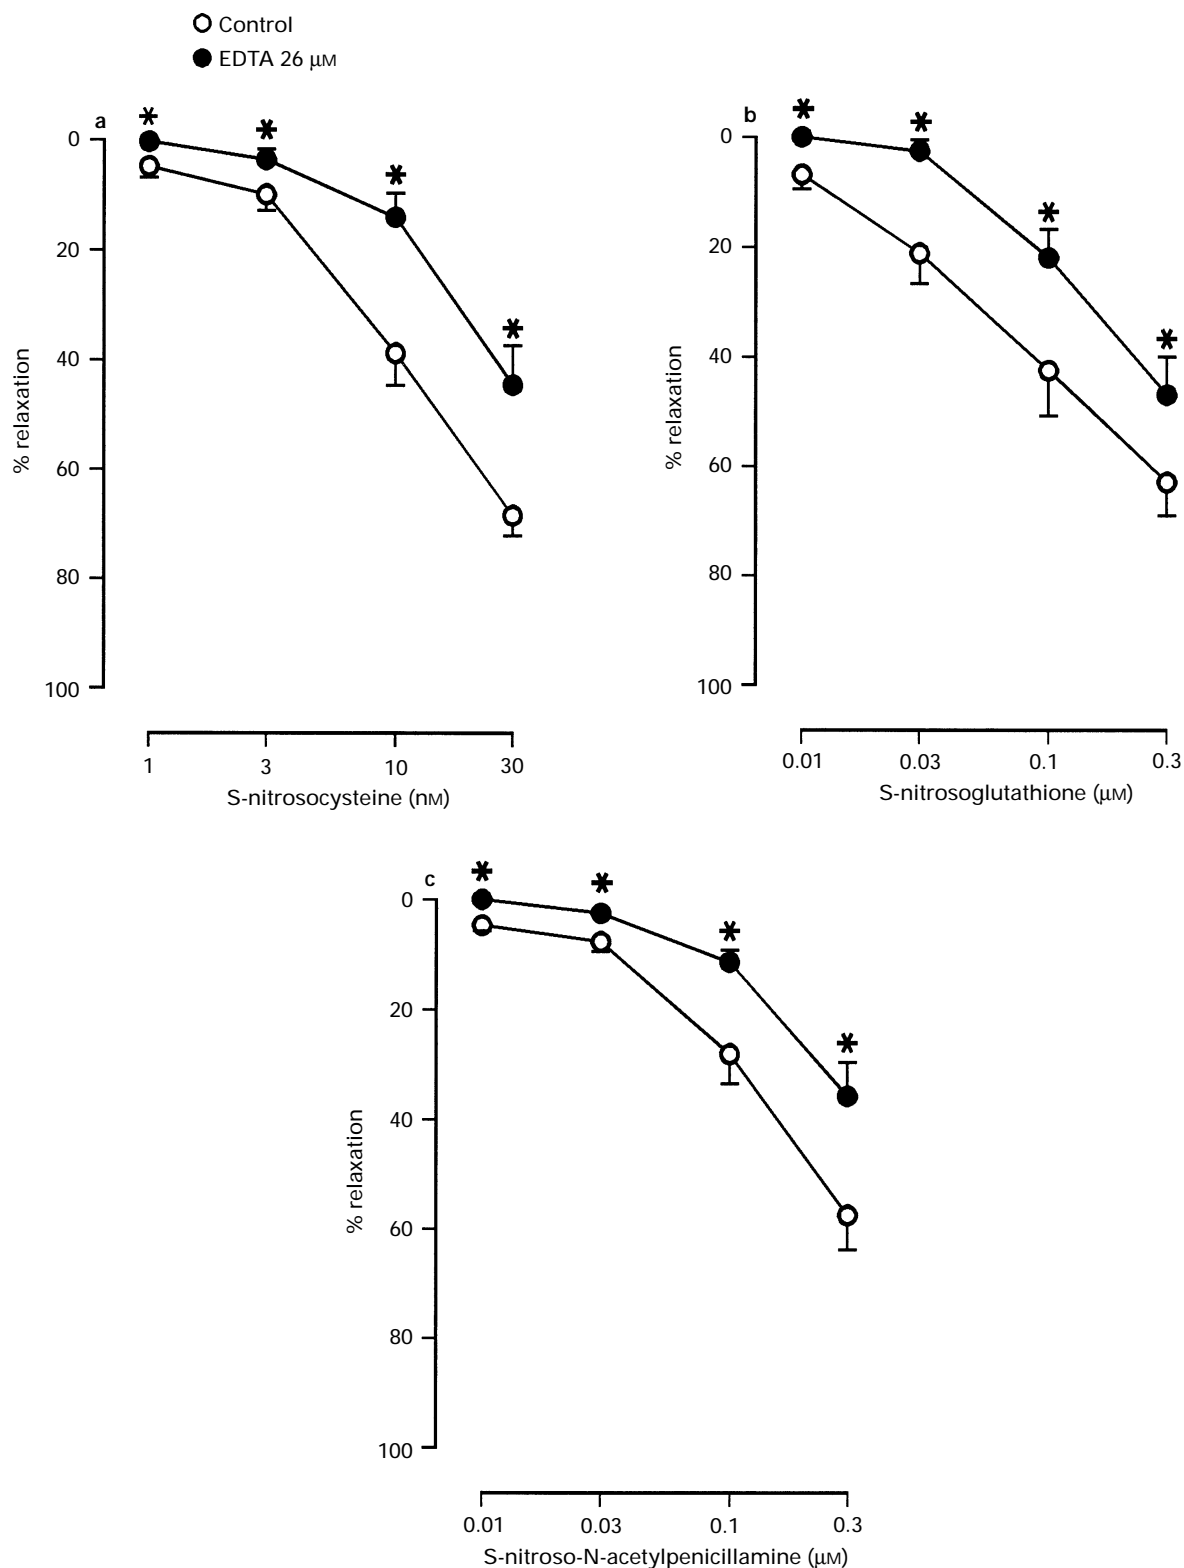 Control
EDTA 26 µM
a
0
20
40
60
80
100
% relaxation
1 3 10 30
S-nitrosocysteine (nM)
b
0
20
40
60
80
100
% relaxation
0.01 0.03 0.1 0.3
S-nitrosoglutathione (µM)
c
0
20
40
60
80
100
% relaxation
0.01 0.03 0.1 0.3
S-nitroso-N-acetylpenicillamine (µM)